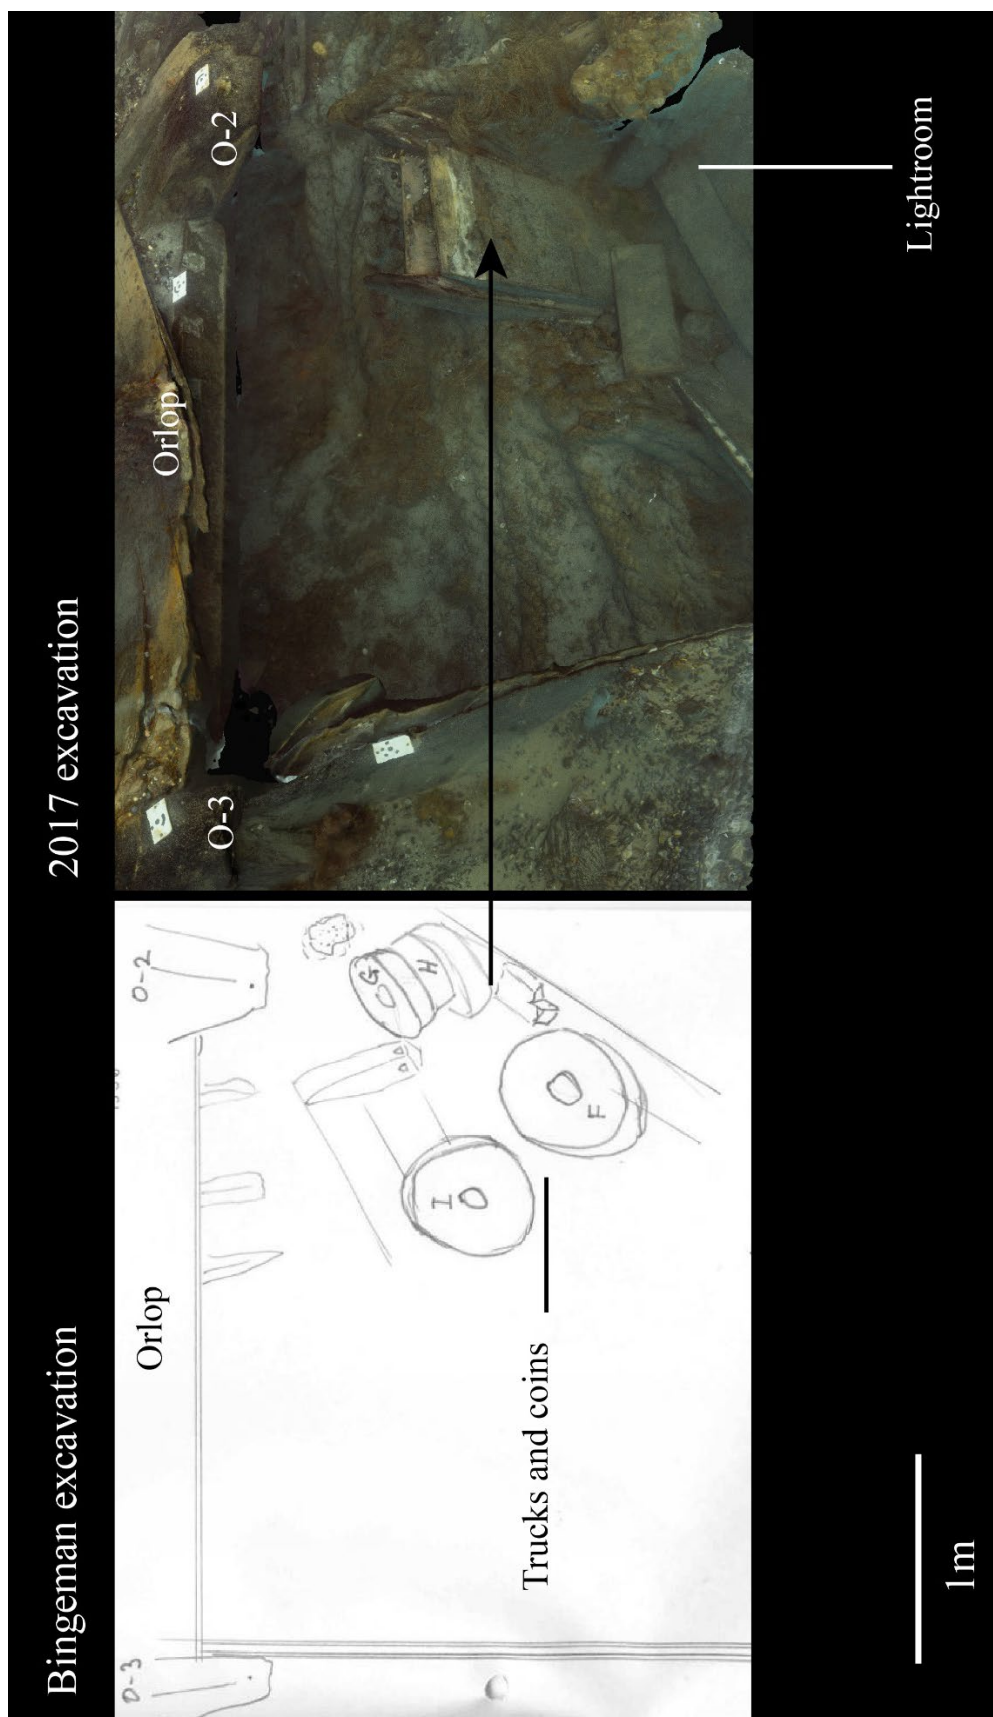 Bingeman excavation
2017 excavation
O-3
Orlop
O-2
Trucks and coins
I
F
G
H
O-3
Orlop
O-2
Lightroom
1m